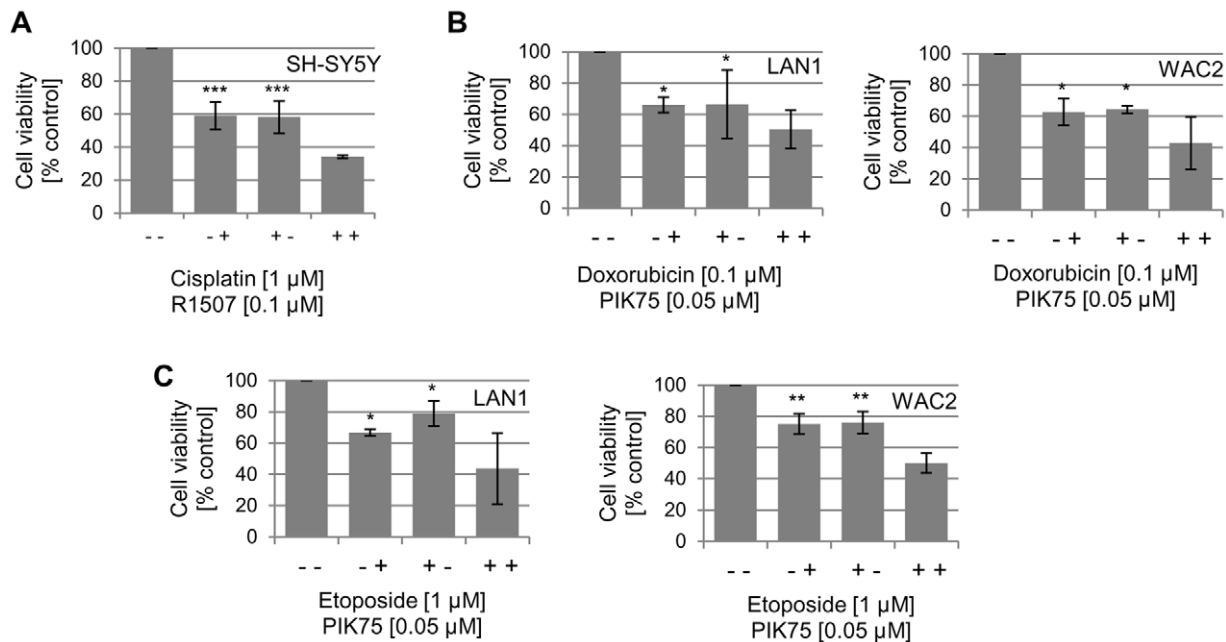 A
Cell viability
[% control]
100
80
60
40
20
0
SH-SY5Y
***
***
- -
- +
+ -
+ +
Cisplatin [1 µM]
R1507 [0.1 µM]
B
Cell viability
[% control]
100
80
60
40
20
0
LAN1
*
*
- -
- +
+ -
+ +
Doxorubicin [0.1 µM]
PIK75 [0.05 µM]
Cell viability
[% control]
100
80
60
40
20
0
WAC2
*
*
- -
- +
+ -
+ +
Doxorubicin [0.1 µM]
PIK75 [0.05 µM]
C
Cell viability
[% control]
100
80
60
40
20
0
LAN1
*
*
- -
- +
+ -
+ +
Etoposide [1 µM]
PIK75 [0.05 µM]
Cell viability
[% control]
100
80
60
40
20
0
WAC2
**
**
- -
- +
+ -
+ +
Etoposide [1 µM]
PIK75 [0.05 µM]